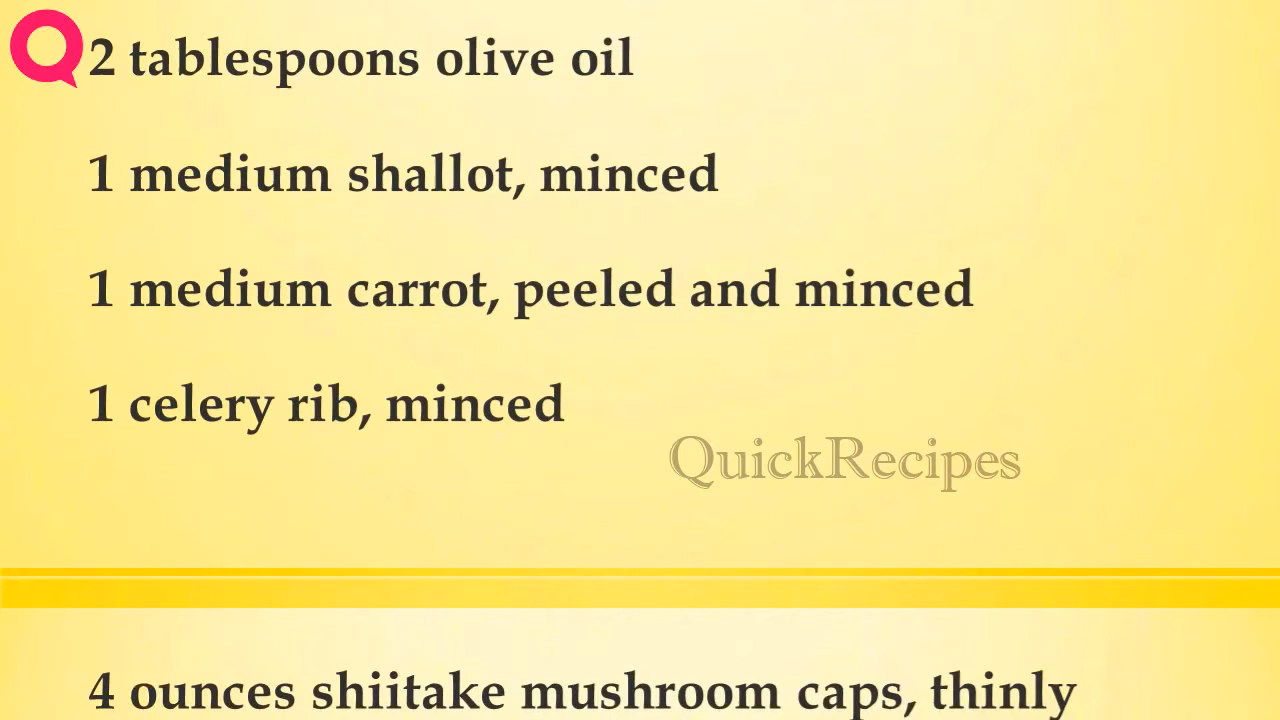 2 tablespoons olive oil
1 medium shallot, minced
1 medium carrot, peeled and minced
1 celery rib, minced
QuickRecipes
4 ounces shiitake mushroom caps, thinly